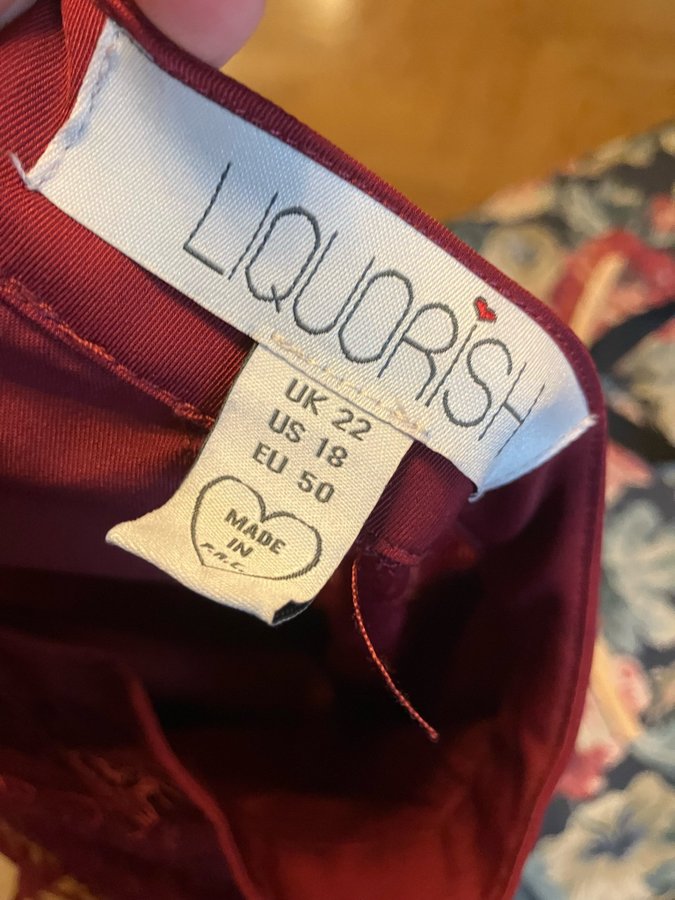 LIQUORiSH
UK 22
US 18
EU 50
MADE
IN
P.R.C.